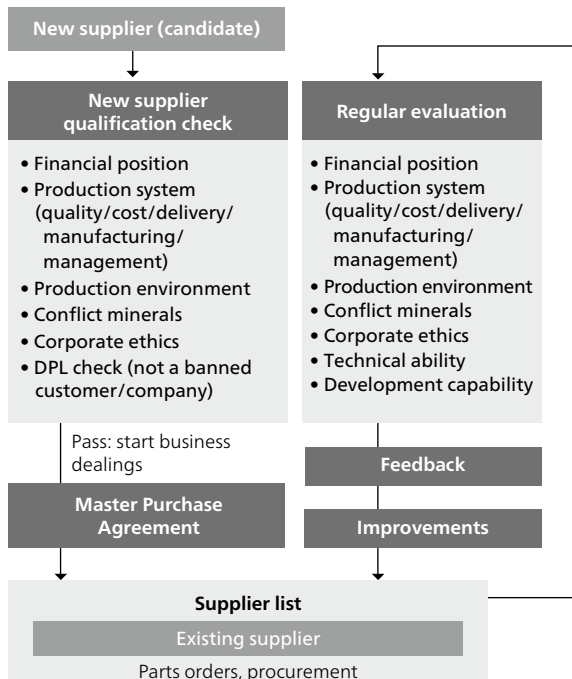 New supplier (candidate)
New supplier
qualification check
• Financial position
• Production system
(quality/cost/delivery/
manufacturing/
management)
• Production environment
• Conflict minerals
• Corporate ethics
• DPL check (not a banned
customer/company)
Pass: start business
dealings
Master Purchase
Agreement
Regular evaluation
• Financial position
• Production system
(quality/cost/delivery/
manufacturing/
management)
• Production environment
• Conflict minerals
• Corporate ethics
• Technical ability
• Development capability
Feedback
Improvements
Supplier list
Existing supplier
Parts orders, procurement